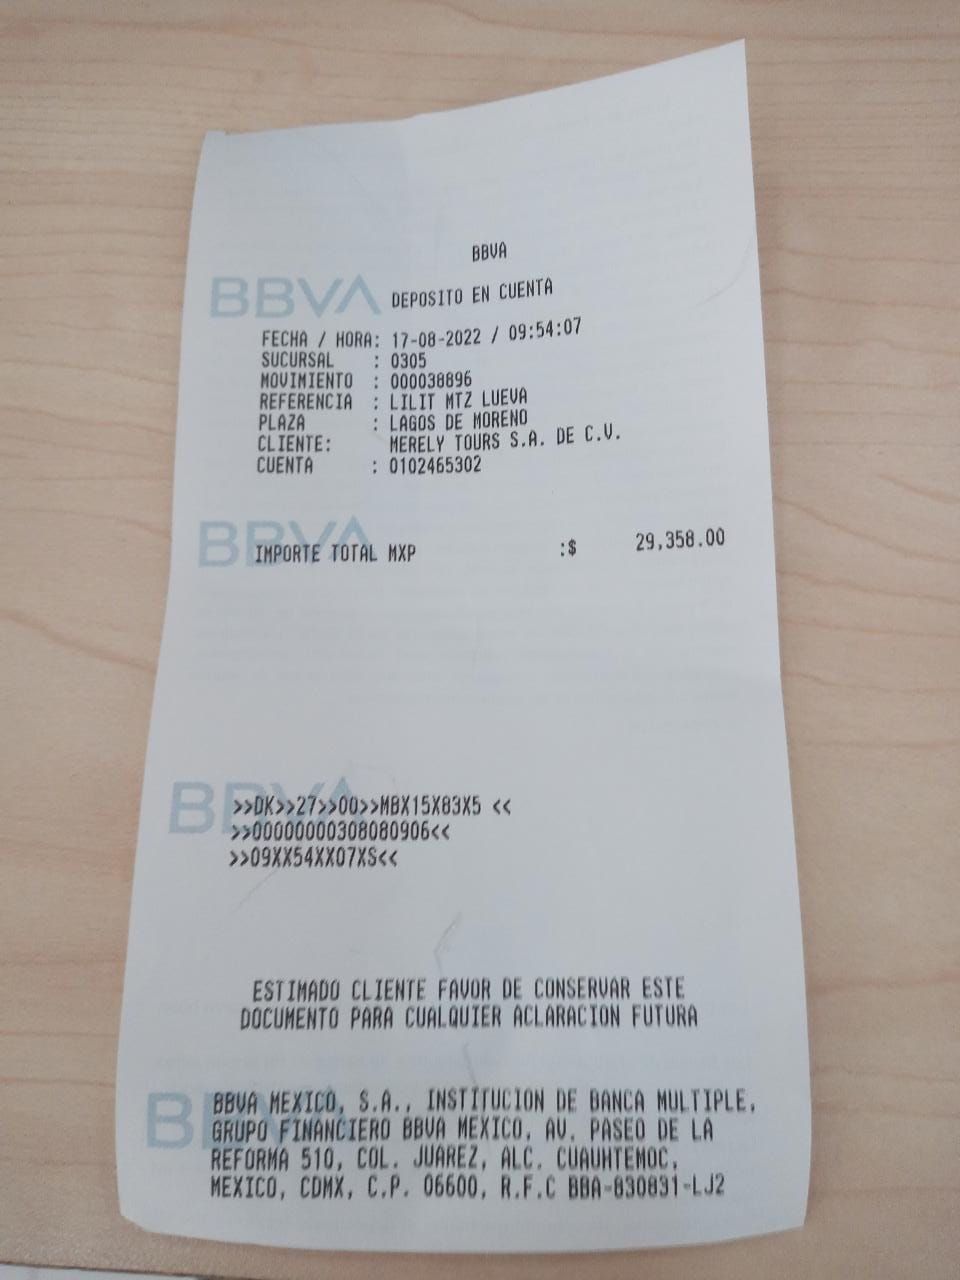 BBVA
BBVA DEPOSITO EN CUENTA
FECHA / HORA: 17-08-2022 / 09:54:07
SUCURSAL : 0305
MOVIMIENTO : 000038896
REFERENCIA : LILIT MTZ LUEVA
PLAZA : LAGOS DE MORENO
CLIENTE: MERELY TOURS S.A. DE C.V.
CUENTA : 0102465302
BBVA
IMPORTE TOTAL MXP :$ 29,358.00
BBVA
>>DK>>27>>00>>MBX15X83X5 <<
>>00000000308080906<<
>>09XX54XX07XS<<
ESTIMADO CLIENTE FAVOR DE CONSERVAR ESTE
DOCUMENTO PARA CUALQUIER ACLARACION FUTURA
BBVA
BBVA MEXICO, S.A., INSTITUCION DE BANCA MULTIPLE,
GRUPO FINANCIERO BBVA MEXICO, AV. PASEO DE LA
REFORMA 510, COL. JUAREZ, ALC. CUAUHTEMOC,
MEXICO, CDMX, C.P. 06600, R.F.C BBA-830831-LJ2